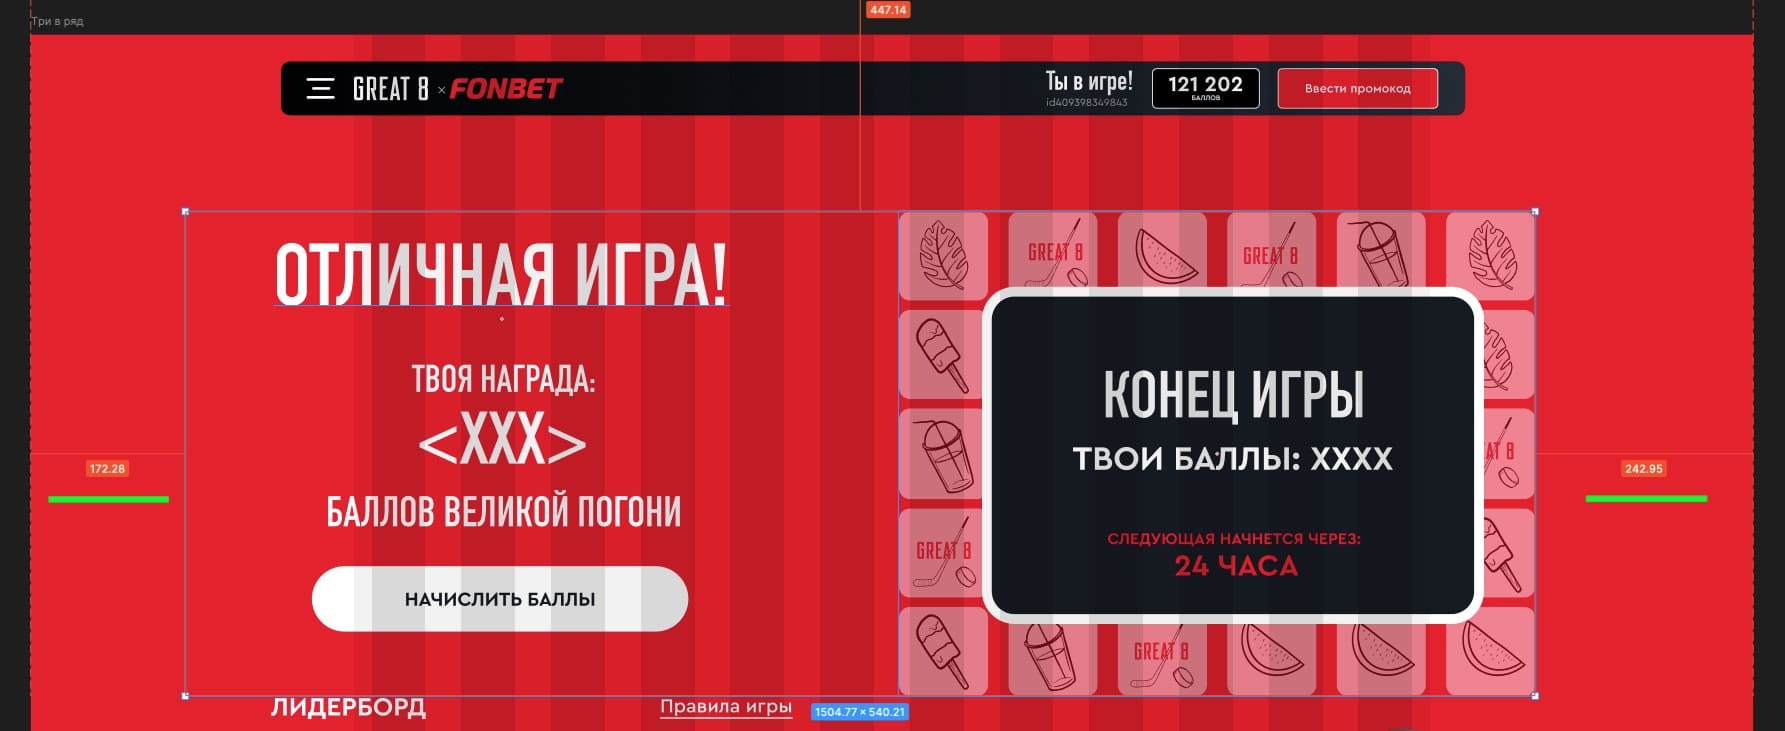 447.14
Три в ряд
GREAT 8 × FONBET
Ты в игре!
id409398349843
121 202
БАЛЛОВ
Ввести промокод
ОТЛИЧНАЯ ИГРА!
ТВОЯ НАГРАДА:
<XXX>
БАЛЛОВ ВЕЛИКОЙ ПОГОНИ
НАЧИСЛИТЬ БАЛЛЫ
GREAT 8
GREAT 8
КОНЕЦ ИГРЫ
ТВОИ БАЛЛЫ: XXXX
СЛЕДУЮЩАЯ НАЧНЕТСЯ ЧЕРЕЗ:
24 ЧАСА
AT 8
GREAT 8
GREAT 8
172.28
242.95
ЛИДЕРБОРД
Правила игры
1504.77 × 540.21